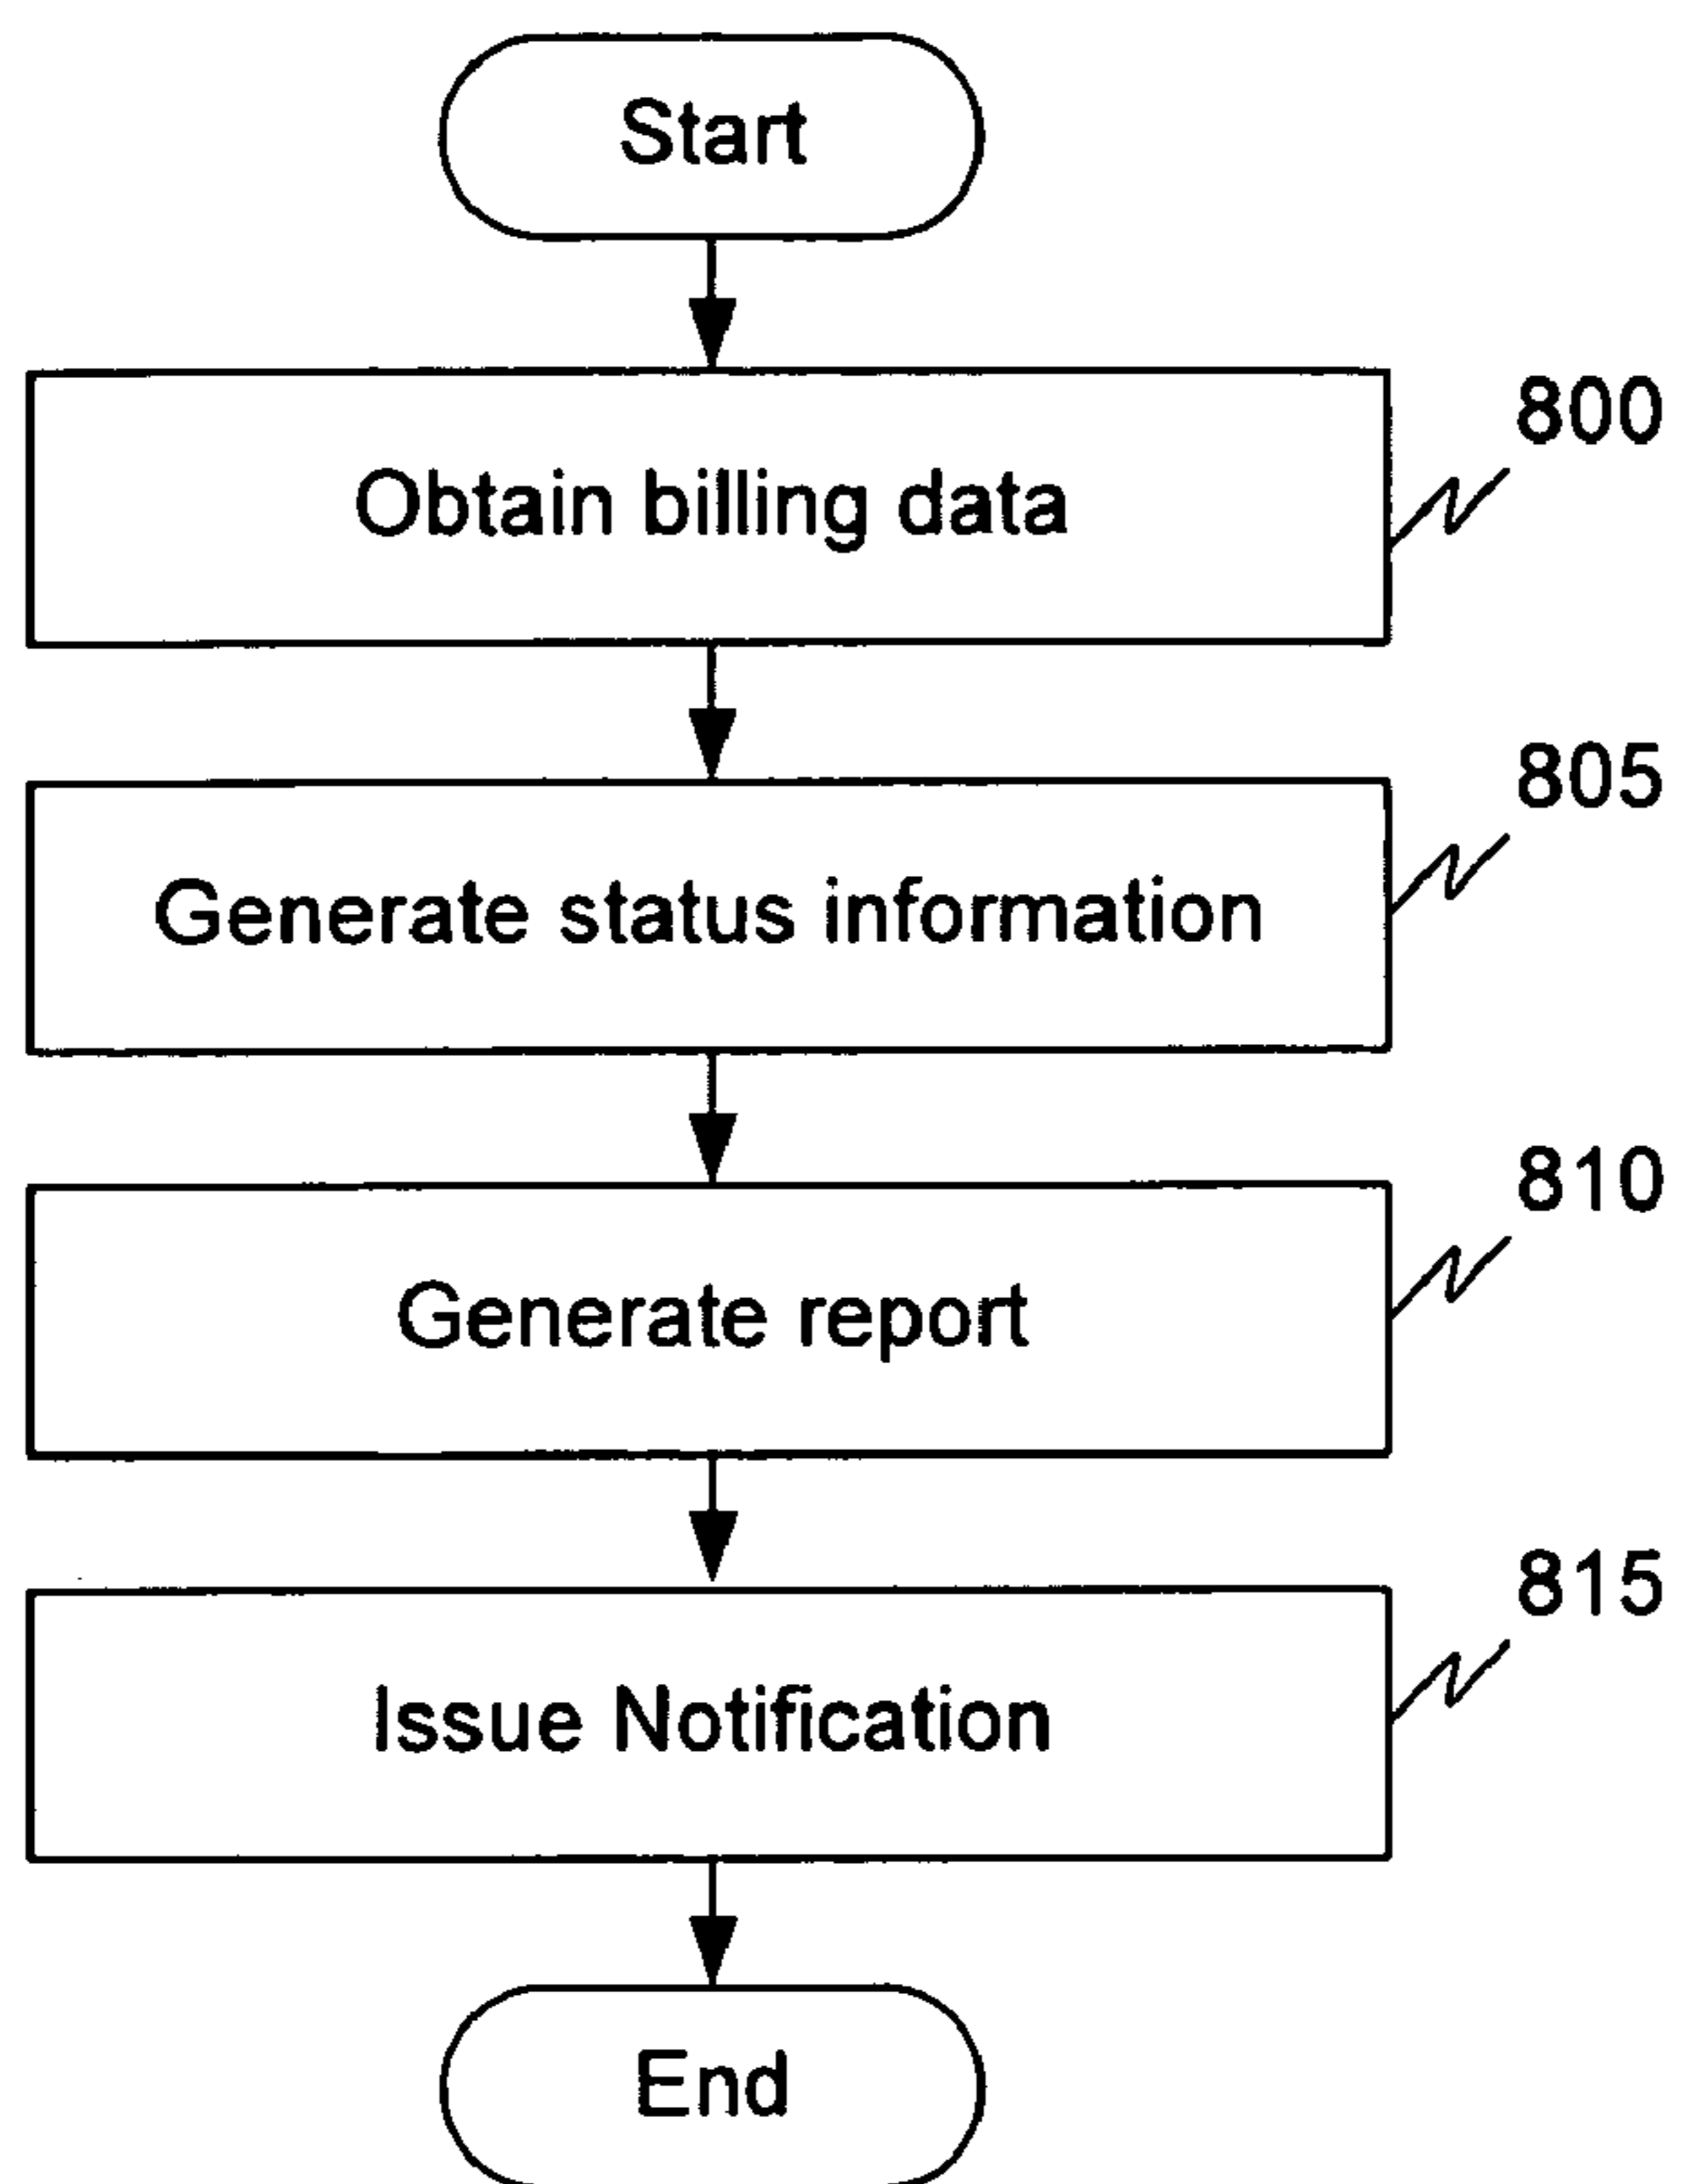 Start
800
Obtain billing data
805
Generate status information
810
Generate report
815
Issue Notification
End